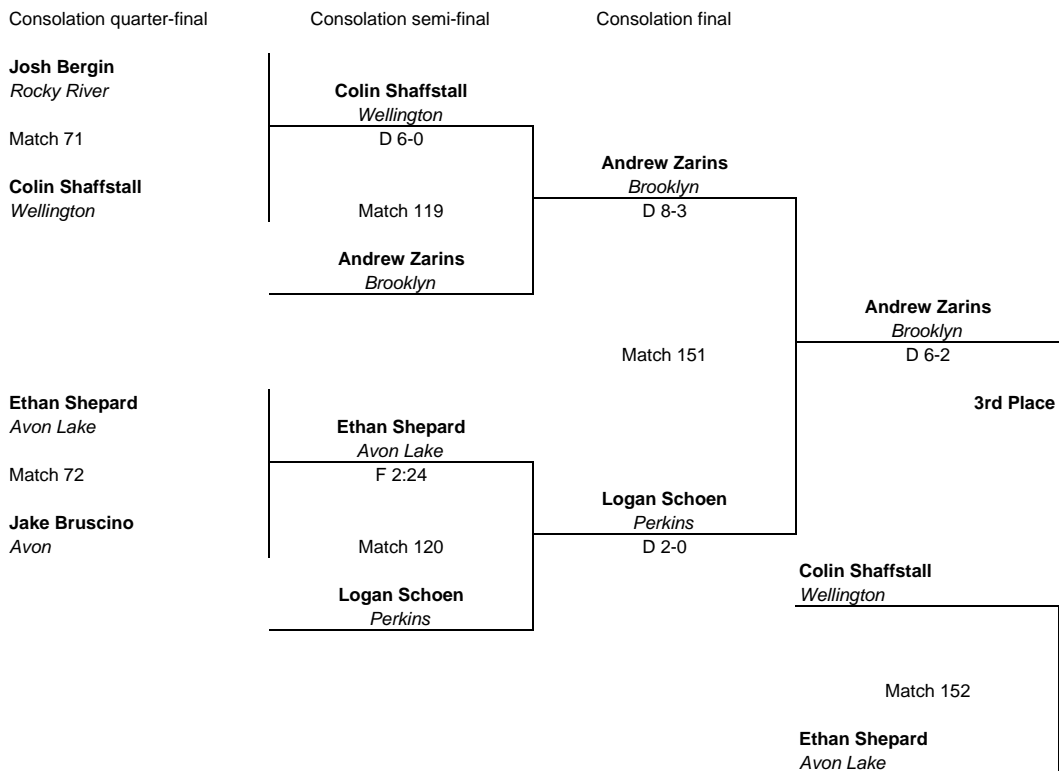 Consolation quarter-final Consolation semi-final Consolation final
Josh Bergin
Rocky River
Colin Shaffstall
Wellington
Match 71 D 6-0
Andrew Zarins
Colin Shaffstall Brooklyn
Wellington Match 119 D 8-3
Andrew Zarins
Brooklyn
Andrew Zarins
Brooklyn
Match 151 D 6-2
Ethan Shepard 3rd Place
Avon Lake
Ethan Shepard
Avon Lake
Match 72 F 2:24
Logan Schoen
Jake Bruscino Perkins
Avon Match 120 D 2-0
Colin Shaffstall
Wellington
Logan Schoen
Perkins
Match 152
Ethan Shepard
Avon Lake